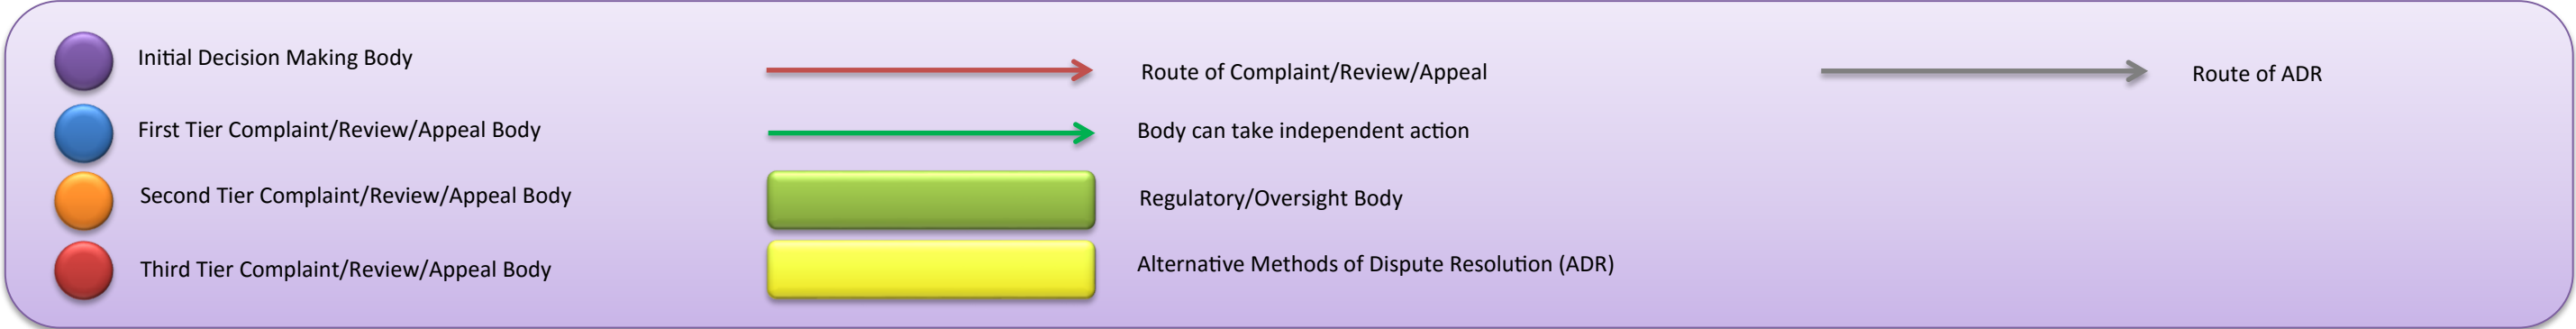 Initial Decision Making Body
Route of Complaint/Review/Appeal
Route of ADR
First Tier Complaint/Review/Appeal Body
Body can take independent action
Second Tier Complaint/Review/Appeal Body
Regulatory/Oversight Body
Third Tier Complaint/Review/Appeal Body
Alternative Methods of Dispute Resolution (ADR)